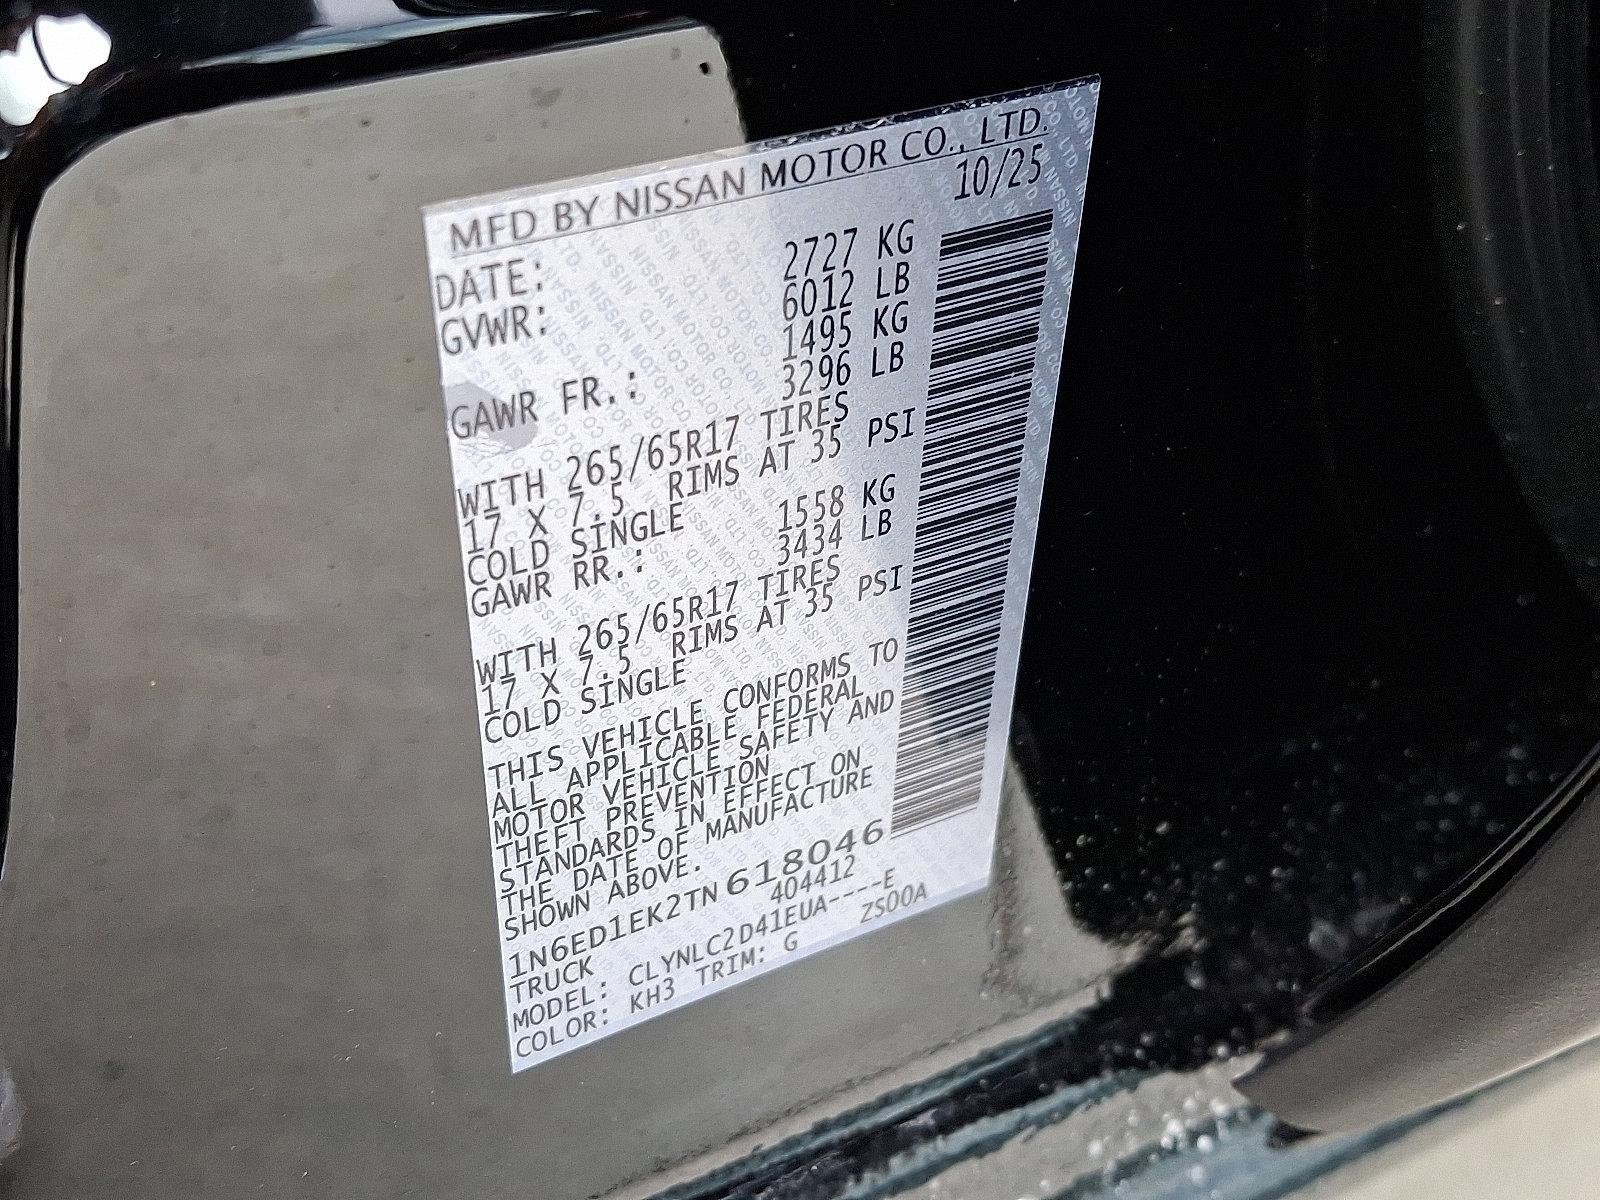 MFD BY NISSAN MOTOR CO., LTD.
DATE: 10/25
GVWR: 2727 KG
6012 LB
GAWR FR.: 1495 KG
3296 LB
WITH 265/65R17 TIRES
17 X 7.5 RIMS AT 35 PSI
COLD SINGLE
GAWR RR.: 1558 KG
3434 LB
WITH 265/65R17 TIRES
17 X 7.5 RIMS AT 35 PSI
COLD SINGLE
THIS VEHICLE CONFORMS TO
ALL APPLICABLE FEDERAL
MOTOR VEHICLE SAFETY AND
THEFT PREVENTION
STANDARDS IN EFFECT ON
THE DATE OF MANUFACTURE
SHOWN ABOVE.
1N6ED1EK2TN618046
TRUCK 404412
MODEL: CLYNLC2D41EUA----E
COLOR: KH3 TRIM: G ZS00A